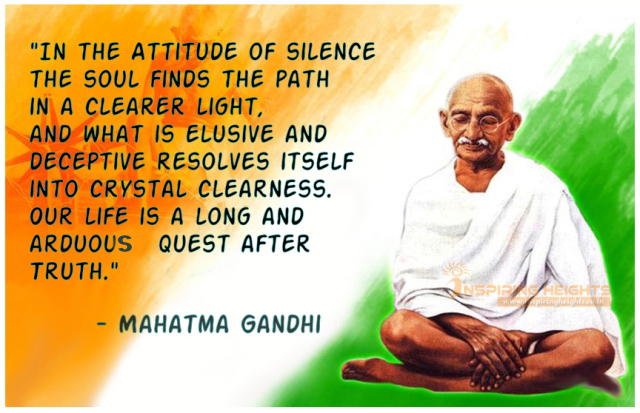 "IN THE ATTITUDE OF SILENCE
THE SOUL FINDS THE PATH
IN A CLEARER LIGHT,
AND WHAT IS ELUSIVE AND
DECEPTIVE RESOLVES ITSELF
INTO CRYSTAL CLEARNESS.
OUR LIFE IS A LONG AND
ARDUOUS QUEST AFTER
TRUTH."
- MAHATMA GANDHI
INSPIRING HEIGHTS